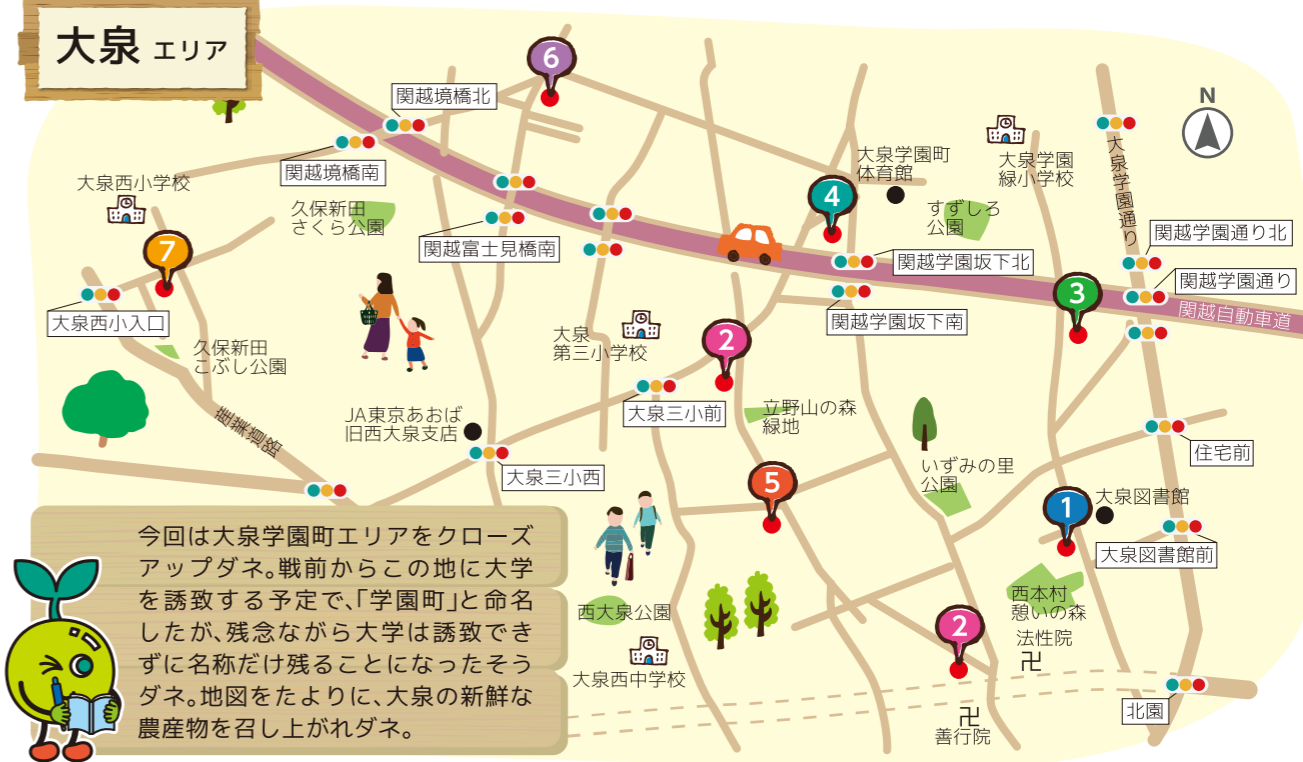 大泉 エリア
6
N
関越境橋北
関越境橋南
大泉西小学校
久保新田
さくら公園
関越富士見橋南
4
大泉学園町
体育館
大泉学園
緑小学校
すずしろ
公園
大泉学園通り
関越学園通り北
関越学園通り
関越学園坂下北
関越学園坂下南
3
関越自動車道
7
大泉西小入口
久保新田
こぶし公園
産業道路
大泉
第三小学校
2
大泉三小前
立野山の森
緑地
JA東京あおば
旧西大泉支店
大泉三小西
住宅前
いずみの里
公園
5
1
大泉図書館
大泉図書館前
西本村
憩いの森
法性院
卍
2
西大泉公園
大泉西中学校
卍
善行院
北園
今回は大泉学園町エリアをクローズ
アップダネ。戦前からこの地に大学
を誘致する予定で、「学園町」と命名
したが、残念ながら大学は誘致でき
ずに名称だけ残ることになったそう
ダネ。地図をたよりに、大泉の新鮮な
農産物を召し上がれダネ。